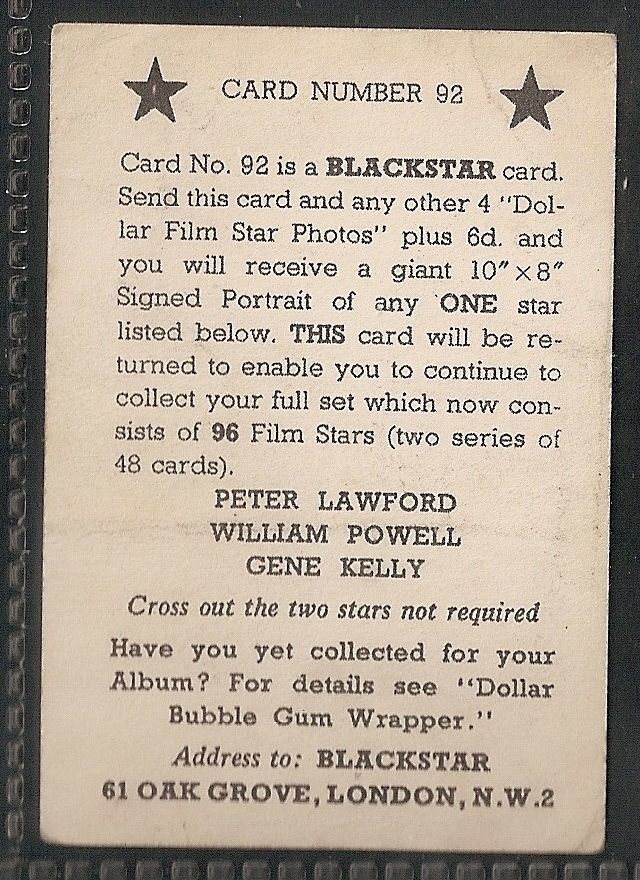 CARD NUMBER 92
Card No. 92 is a BLACKSTAR card.
Send this card and any other 4 "Dol-
lar Film Star Photos" plus 6d. and
you will receive a giant 10" × 8"
Signed Portrait of any ONE star
listed below. THIS card will be re-
turned to enable you to continue to
collect your full set which now con-
sists of 96 Film Stars (two series of
48 cards).
PETER LAWFORD
WILLIAM POWELL
GENE KELLY
Cross out the two stars not required
Have you yet collected for your
Album? For details see "Dollar
Bubble Gum Wrapper."
Address to: BLACKSTAR
61 OAK GROVE, LONDON, N.W.2